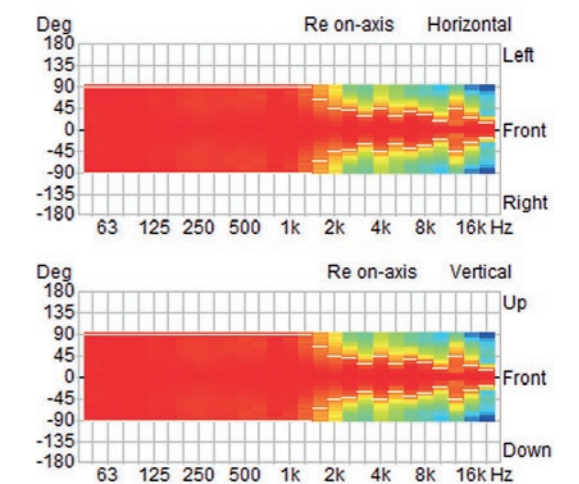 Deg Re on-axis Horizontal
180 Left
135
90
45
0 Front
-45
-90
-135
-180 Right
63 125 250 500 1k 2k 4k 8k 16k Hz
Deg Re on-axis Vertical
180 Up
135
90
45
0 Front
-45
-90
-135
-180 Down
63 125 250 500 1k 2k 4k 8k 16k Hz